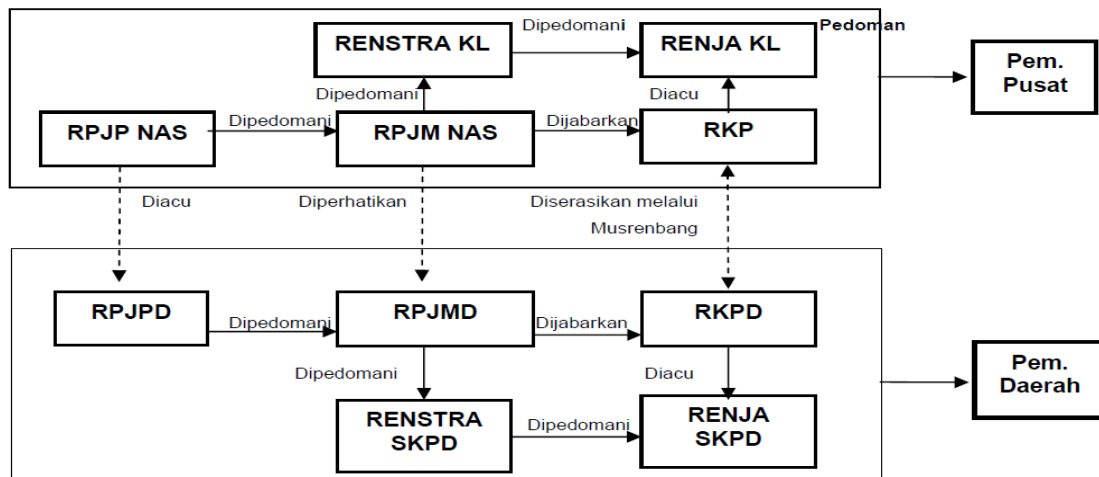 Dipedomani
Pedoman
RENSTRA KL
RENJA KL
Pem.
Pusat
Dipedomani
Diacu
RPJP NAS
Dipedomani
RPJM NAS
Dijabarkan
RKP
Diacu
Diperhatikan
Diserasikan melalui
Musrenbang
RPJPD
Dipedomani
RPJMD
Dijabarkan
RKPD
Pem.
Daerah
Dipedomani
Diacu
RENSTRA
SKPD
Dipedomani
RENJA
SKPD